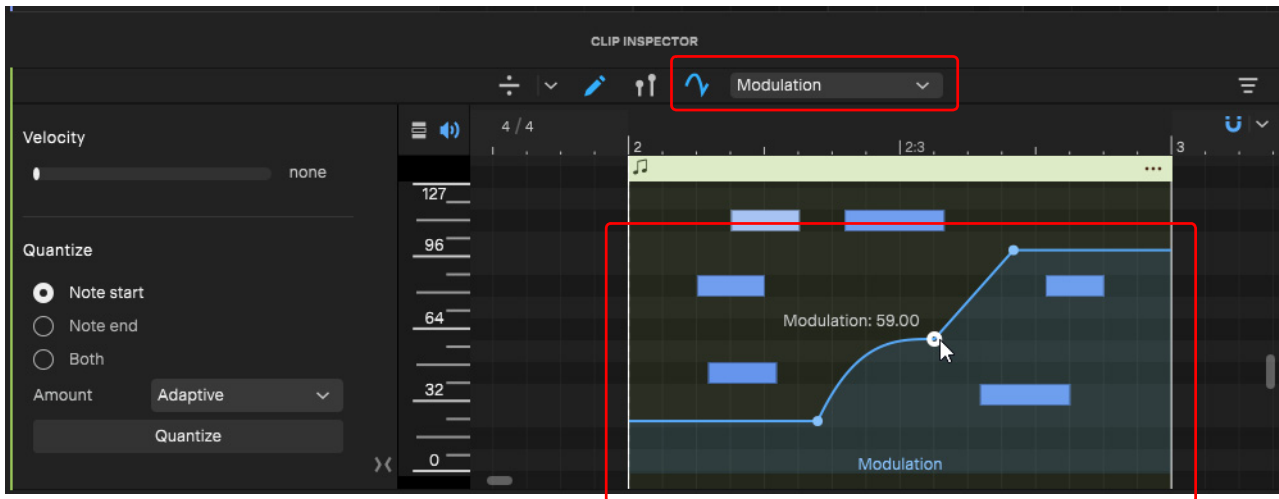 CLIP INSPECTOR
Modulation
Velocity
none
4 / 4
2
2:3
3
127
96
64
32
0
Quantize
Note start
Note end
Both
Amount
Adaptive
Quantize
Modulation: 59.00
Modulation